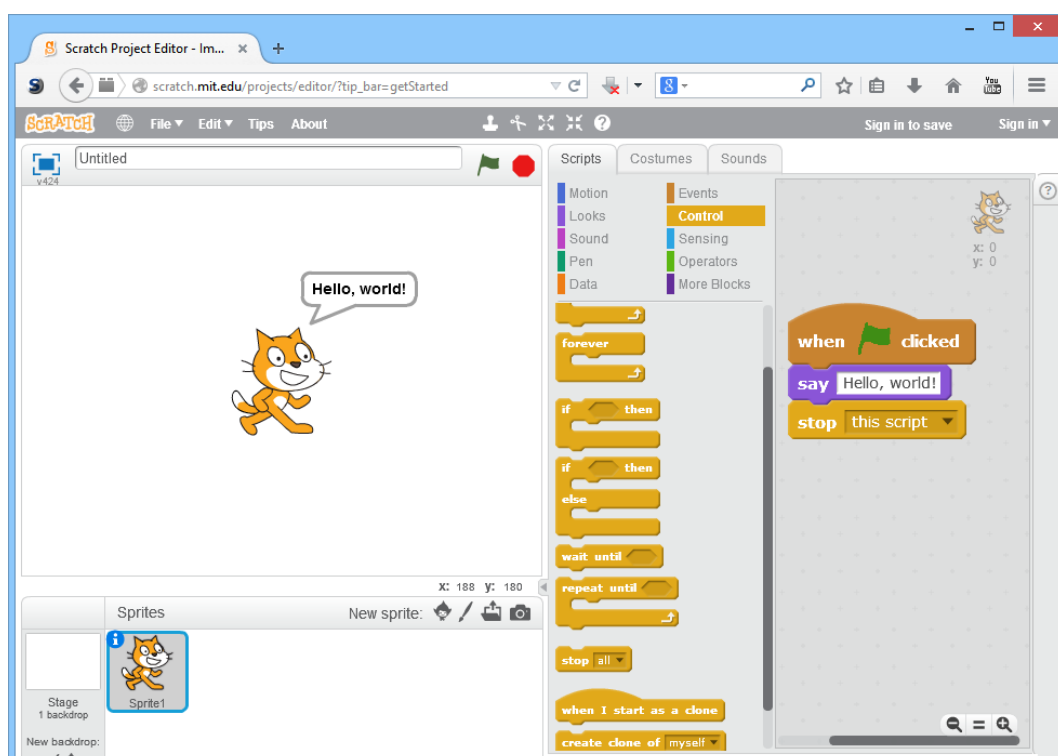 Scratch Project Editor - Im... × +
scratch.mit.edu/projects/editor/?tip_bar=getStarted
8
You Tube
SCRATCH File ▼ Edit ▼ Tips About
Sign in to save Sign in ▼
v424
Untitled
Scripts Costumes Sounds
Motion Events
Looks Control
Sound Sensing
Pen Operators
Data More Blocks
x: 0
y: 0
Hello, world!
forever
if then
if then
else
wait until
repeat until
stop all
when I start as a clone
create clone of myself
when clicked
say Hello, world!
stop this script
X: 188 y: 180
Sprites New sprite:
Stage
1 backdrop
New backdrop:
Sprite1